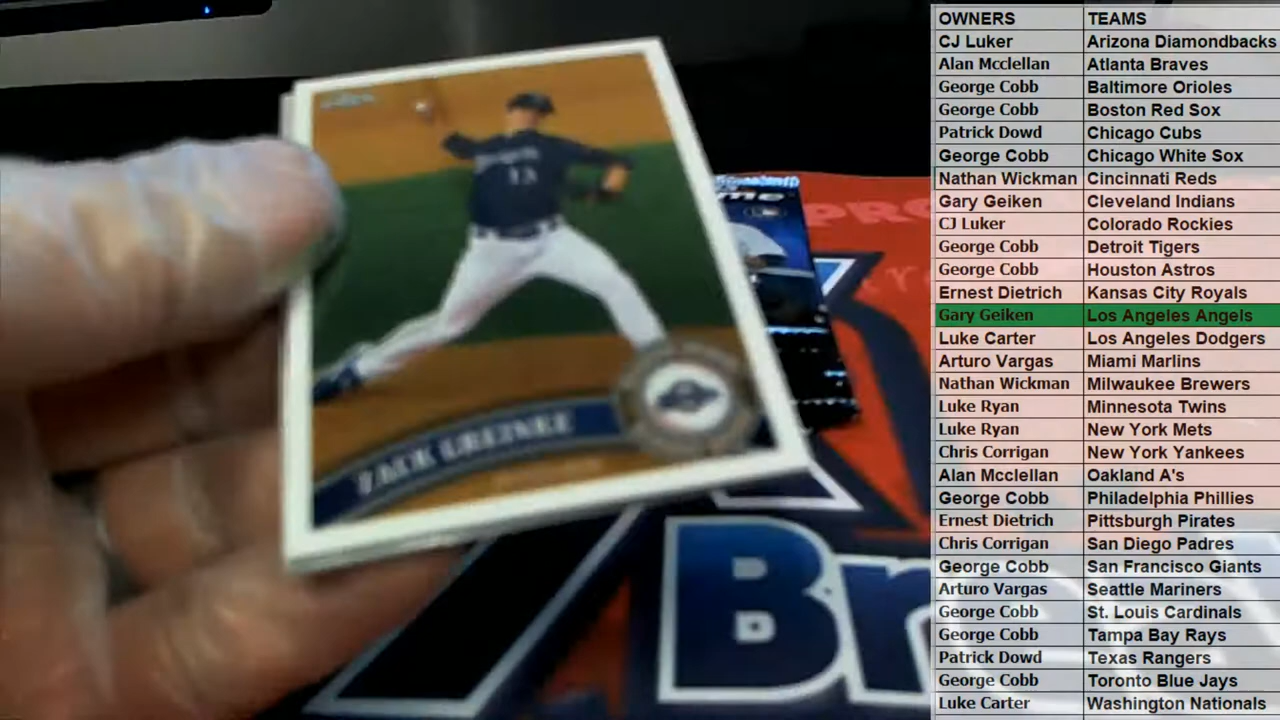 ZACK GREINKE
13
PRO
Bre
OWNERS TEAMS
CJ Luker Arizona Diamondbacks
Alan Mcclellan Atlanta Braves
George Cobb Baltimore Orioles
George Cobb Boston Red Sox
Patrick Dowd Chicago Cubs
George Cobb Chicago White Sox
Nathan Wickman Cincinnati Reds
Gary Geiken Cleveland Indians
CJ Luker Colorado Rockies
George Cobb Detroit Tigers
George Cobb Houston Astros
Ernest Dietrich Kansas City Royals
Gary Geiken Los Angeles Angels
Luke Carter Los Angeles Dodgers
Arturo Vargas Miami Marlins
Nathan Wickman Milwaukee Brewers
Luke Ryan Minnesota Twins
Luke Ryan New York Mets
Chris Corrigan New York Yankees
Alan Mcclellan Oakland A's
George Cobb Philadelphia Phillies
Ernest Dietrich Pittsburgh Pirates
Chris Corrigan San Diego Padres
George Cobb San Francisco Giants
Arturo Vargas Seattle Mariners
George Cobb St. Louis Cardinals
George Cobb Tampa Bay Rays
Patrick Dowd Texas Rangers
George Cobb Toronto Blue Jays
Luke Carter Washington Nationals